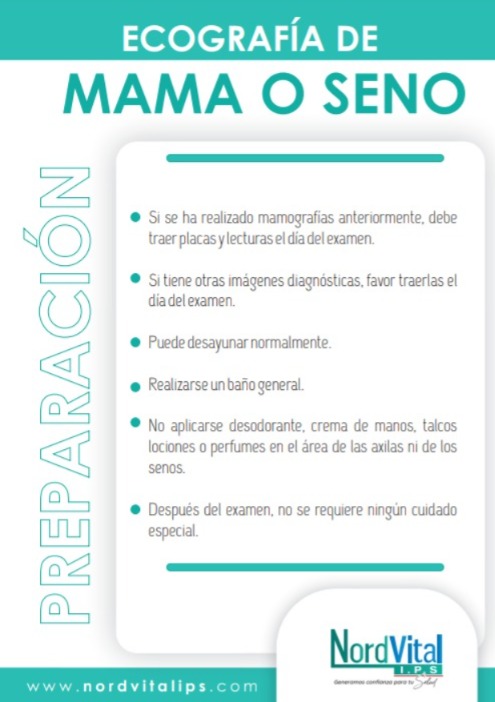 ECOGRAFÍA DE
MAMA O SENO
PREPARACIÓN
Si se ha realizado mamografías anteriormente, debe
traer placas y lecturas el día del examen.
Si tiene otras imágenes diagnósticas, favor traerlas el
día del examen.
Puede desayunar normalmente.
Realizarse un baño general.
No aplicarse desodorante, crema de manos, talcos
lociones o perfumes en el área de las axilas ni de los
senos.
Después del examen, no se requiere ningún cuidado
especial.
NordVital
I.P.S
Generamos confianza para tu Salud
www.nordvitalips.com